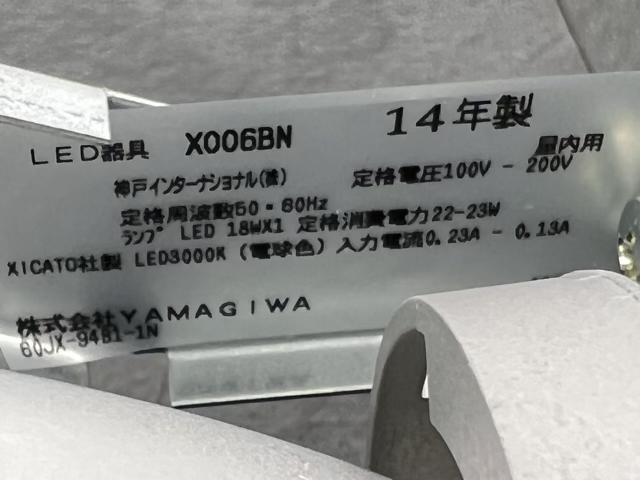 LED器具 X006BN 14年製
屋内用
神戸インターナショナル(株) 定格電圧100V - 200V
定格周波数50・60Hz
ランプ LED 18WX1 定格消費電力22-23W
XICATO社製 LED3000K (電球色) 入力電流0.23A - 0.13A
株式会社YAMAGIWA
60JX-94B1-1N